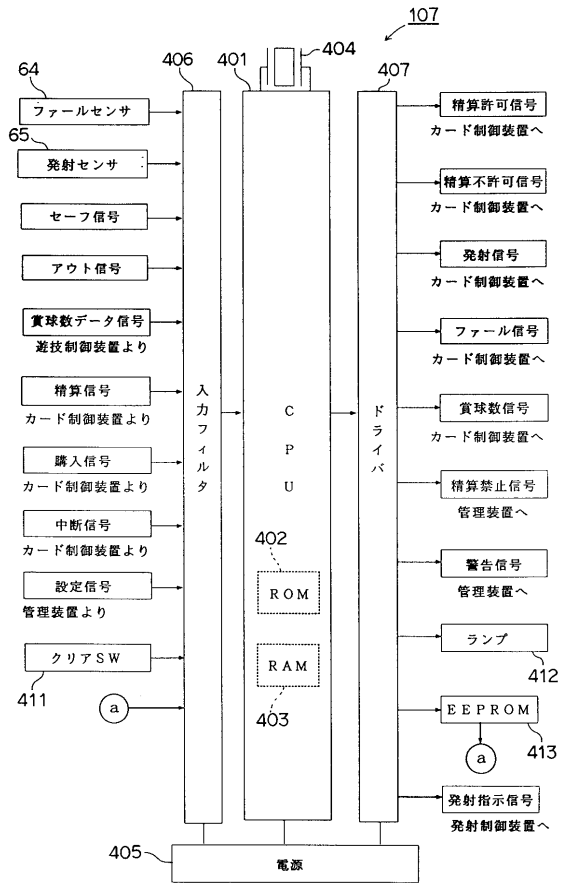 107
406
401
404
407
64
ファールセンサ
65
発射センサ
セーフ信号
アウト信号
賞球数データ信号
遊技制御装置より
精算信号
カード制御装置より
購入信号
カード制御装置より
中断信号
カード制御装置より
設定信号
管理装置より
クリアSW
411
a
入力フィルタ
CPU
402
ROM
RAM
403
ドライバ
精算許可信号
カード制御装置へ
精算不許可信号
カード制御装置へ
発射信号
カード制御装置へ
ファール信号
カード制御装置へ
賞球数信号
カード制御装置へ
精算禁止信号
管理装置へ
警告信号
管理装置へ
ランプ
412
EEPROM
413
a
発射指示信号
発射制御装置へ
405
電源